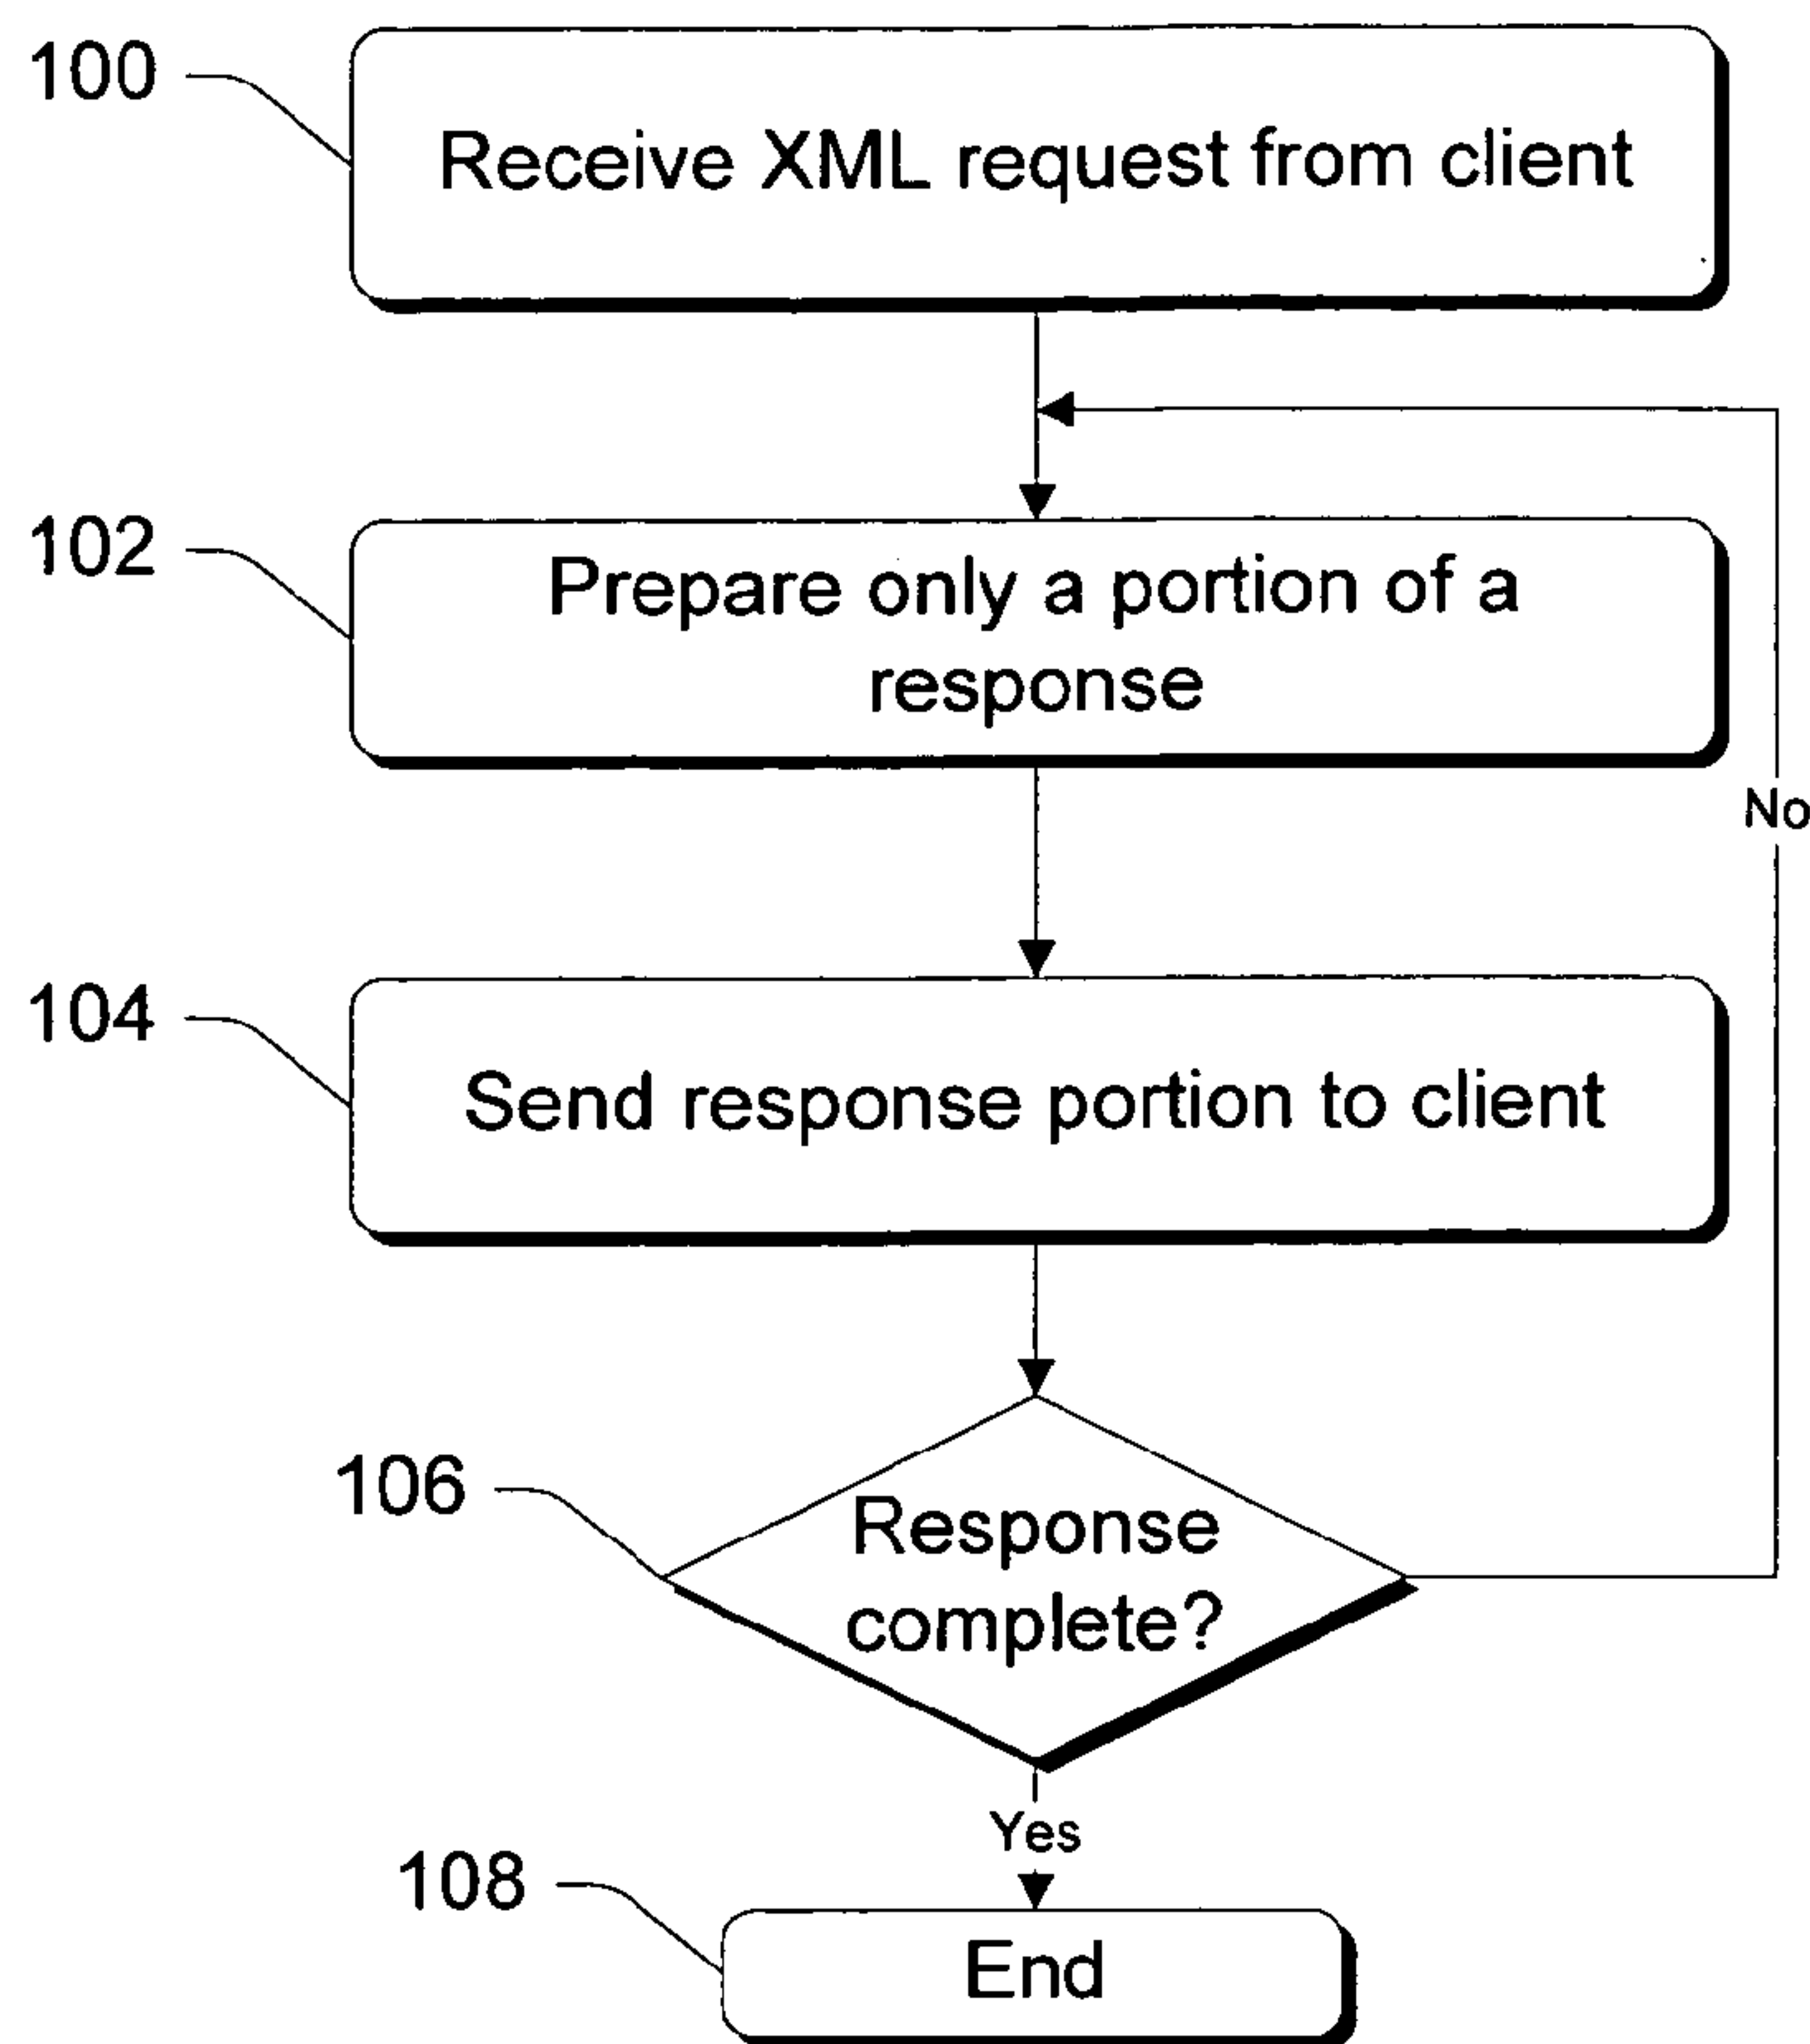 100
Receive XML request from client
102
Prepare only a portion of a
response
No
104
Send response portion to client
106
Response
complete?
Yes
108
End